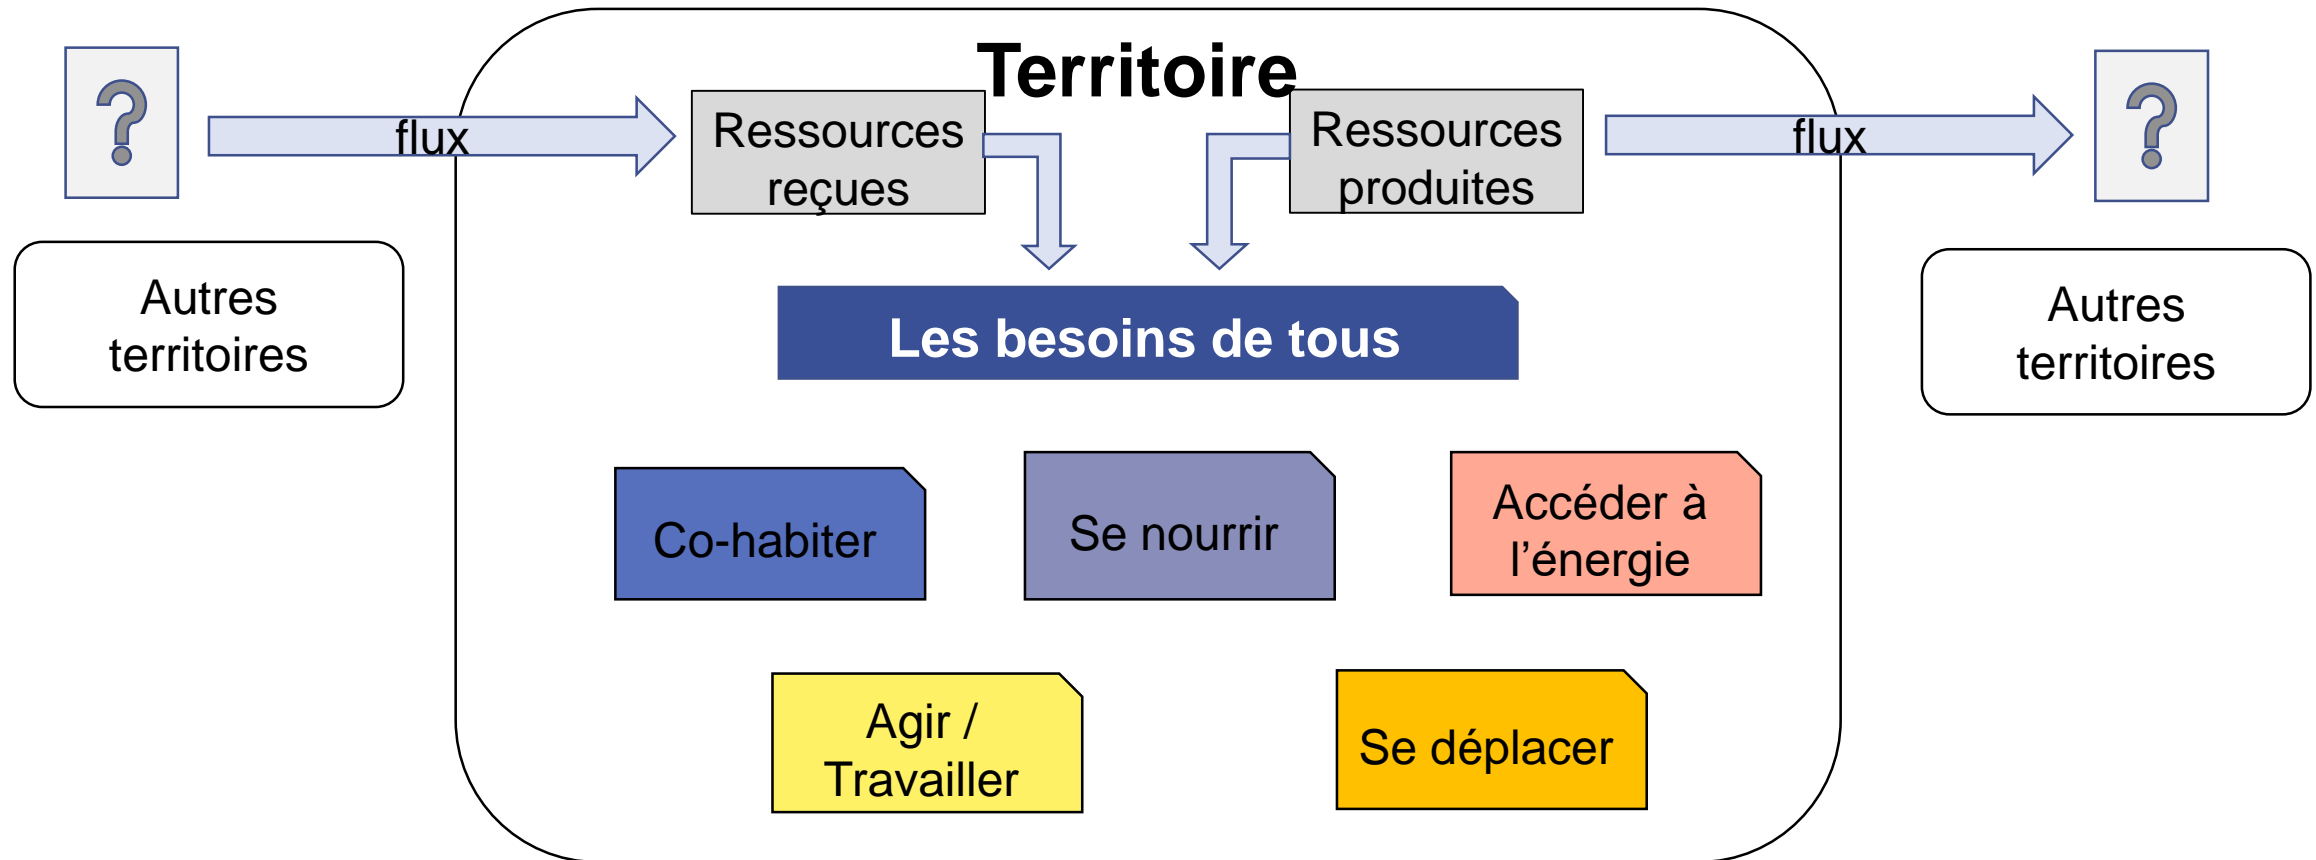 Territoire
?
flux
Ressources
reçues
Ressources
produites
flux
?
Autres
territoires
Les besoins de tous
Autres
territoires
Co-habiter
Se nourrir
Accéder à
l’énergie
Agir /
Travailler
Se déplacer